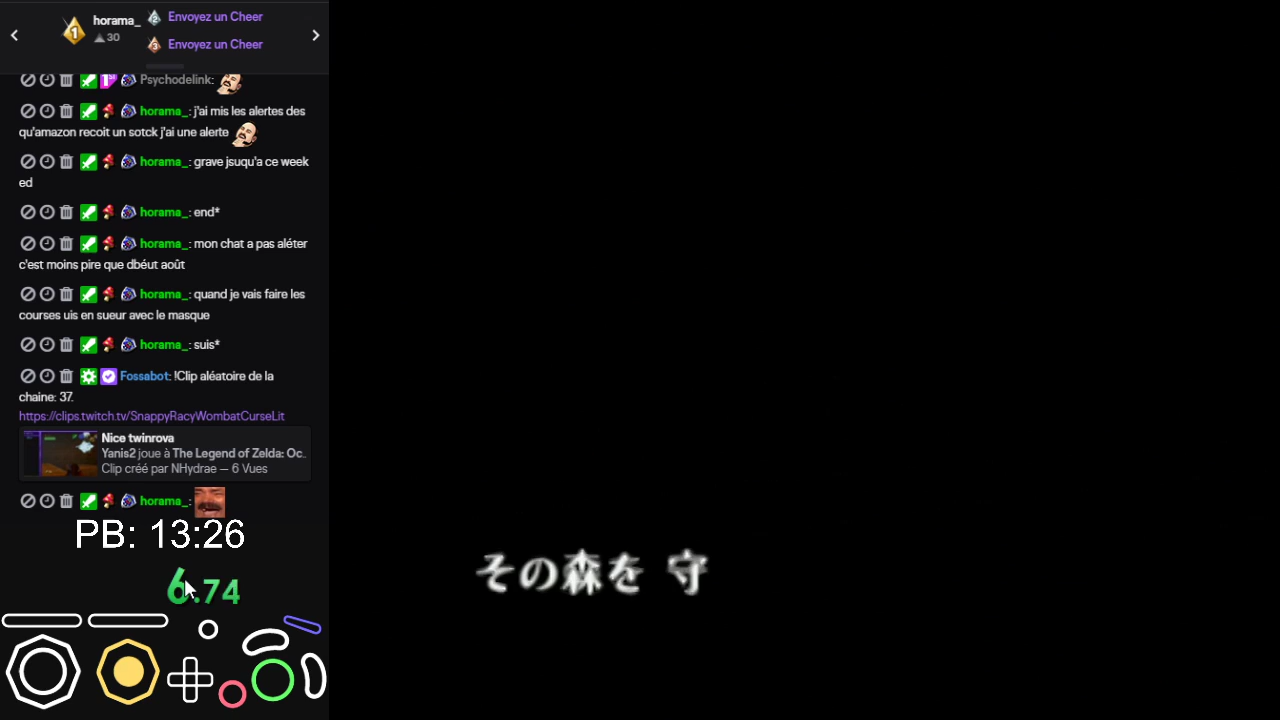 horama_
30
Envoyez un Cheer
Envoyez un Cheer
Psychodelink:
horama_: j'ai mis les alertes des
qu'amazon recoit un sotck j'ai une alerte
horama_: grave jsuqu'a ce week
ed
horama_: end*
horama_: mon chat a pas aléter
c'est moins pire que dbéut août
horama_: quand je vais faire les
courses uis en sueur avec le masque
horama_: suis*
Fossabot: !Clip aléatoire de la
chaine: 37.
https://clips.twitch.tv/SnappyRacyWombatCurseLit
Nice twinrova
Yanis2 joue à The Legend of Zelda: Oc..
Clip créé par NHydrae — 6 Vues
horama_:
PB: 13:26
6.74
その森を 守